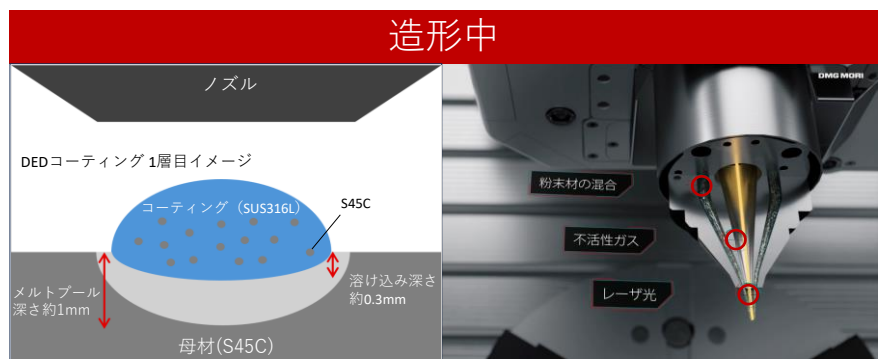 造形中
ノズル
DEDコーティング 1層目イメージ
コーティング（SUS316L）
S45C
メルトプール
深さ約1mm
溶け込み深さ
約0.3mm
母材(S45C)
DMG MORI
粉末材の混合
不活性ガス
レーザ光